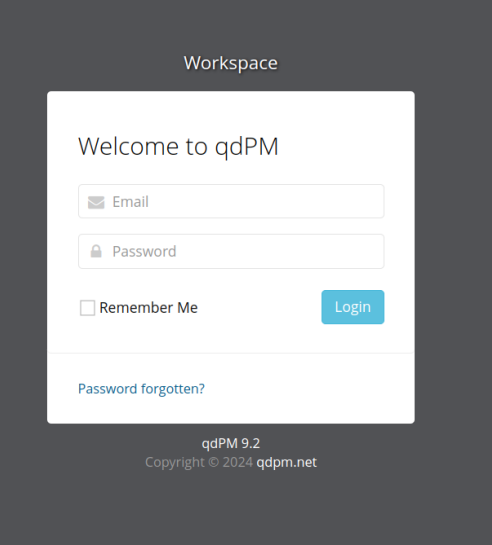 Workspace
Welcome to qdPM
Email
Password
Remember Me
Login
Password forgotten?
qdPM 9.2
Copyright © 2024 qdpm.net